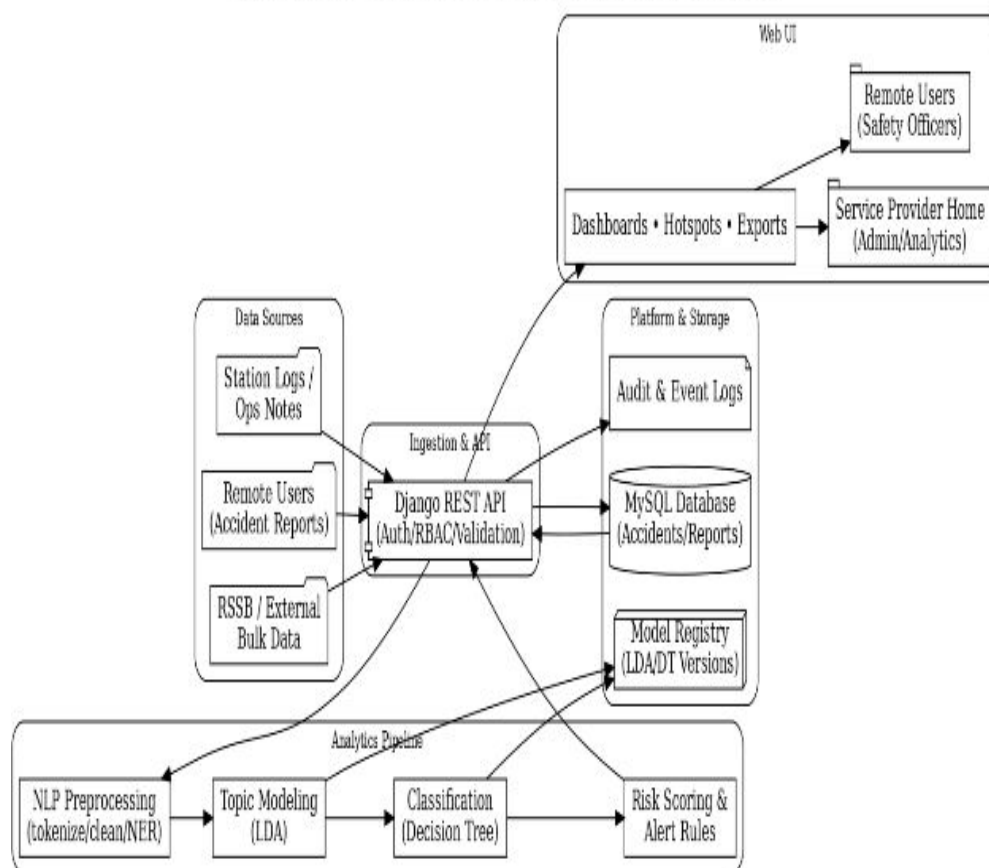 Web UI
Remote Users
(Safety Officers)
Dashboards • Hotspots • Exports
Service Provider Home
(Admin/Analytics)
Data Sources
Station Logs /
Ops Notes
Remote Users
(Accident Reports)
RSSB / External
Bulk Data
Ingestion & API
Django REST API
(Auth/RBAC/Validation)
Platform & Storage
Audit & Event Logs
MySQL Database
(Accidents/Reports)
Model Registry
(LDA/DT Versions)
Analytics Pipeline
NLP Preprocessing
(tokenize/clean/NER)
Topic Modeling
(LDA)
Classification
(Decision Tree)
Risk Scoring &
Alert Rules